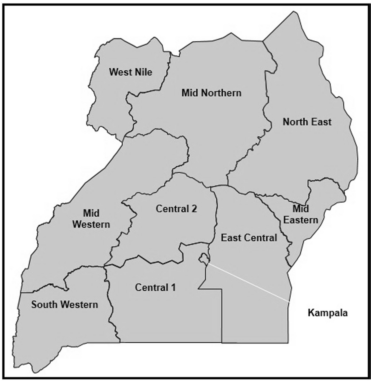 West Nile
Mid Northern
North East
Mid
Western
Central 2
Mid
Eastern
East Central
South Western
Central 1
Kampala